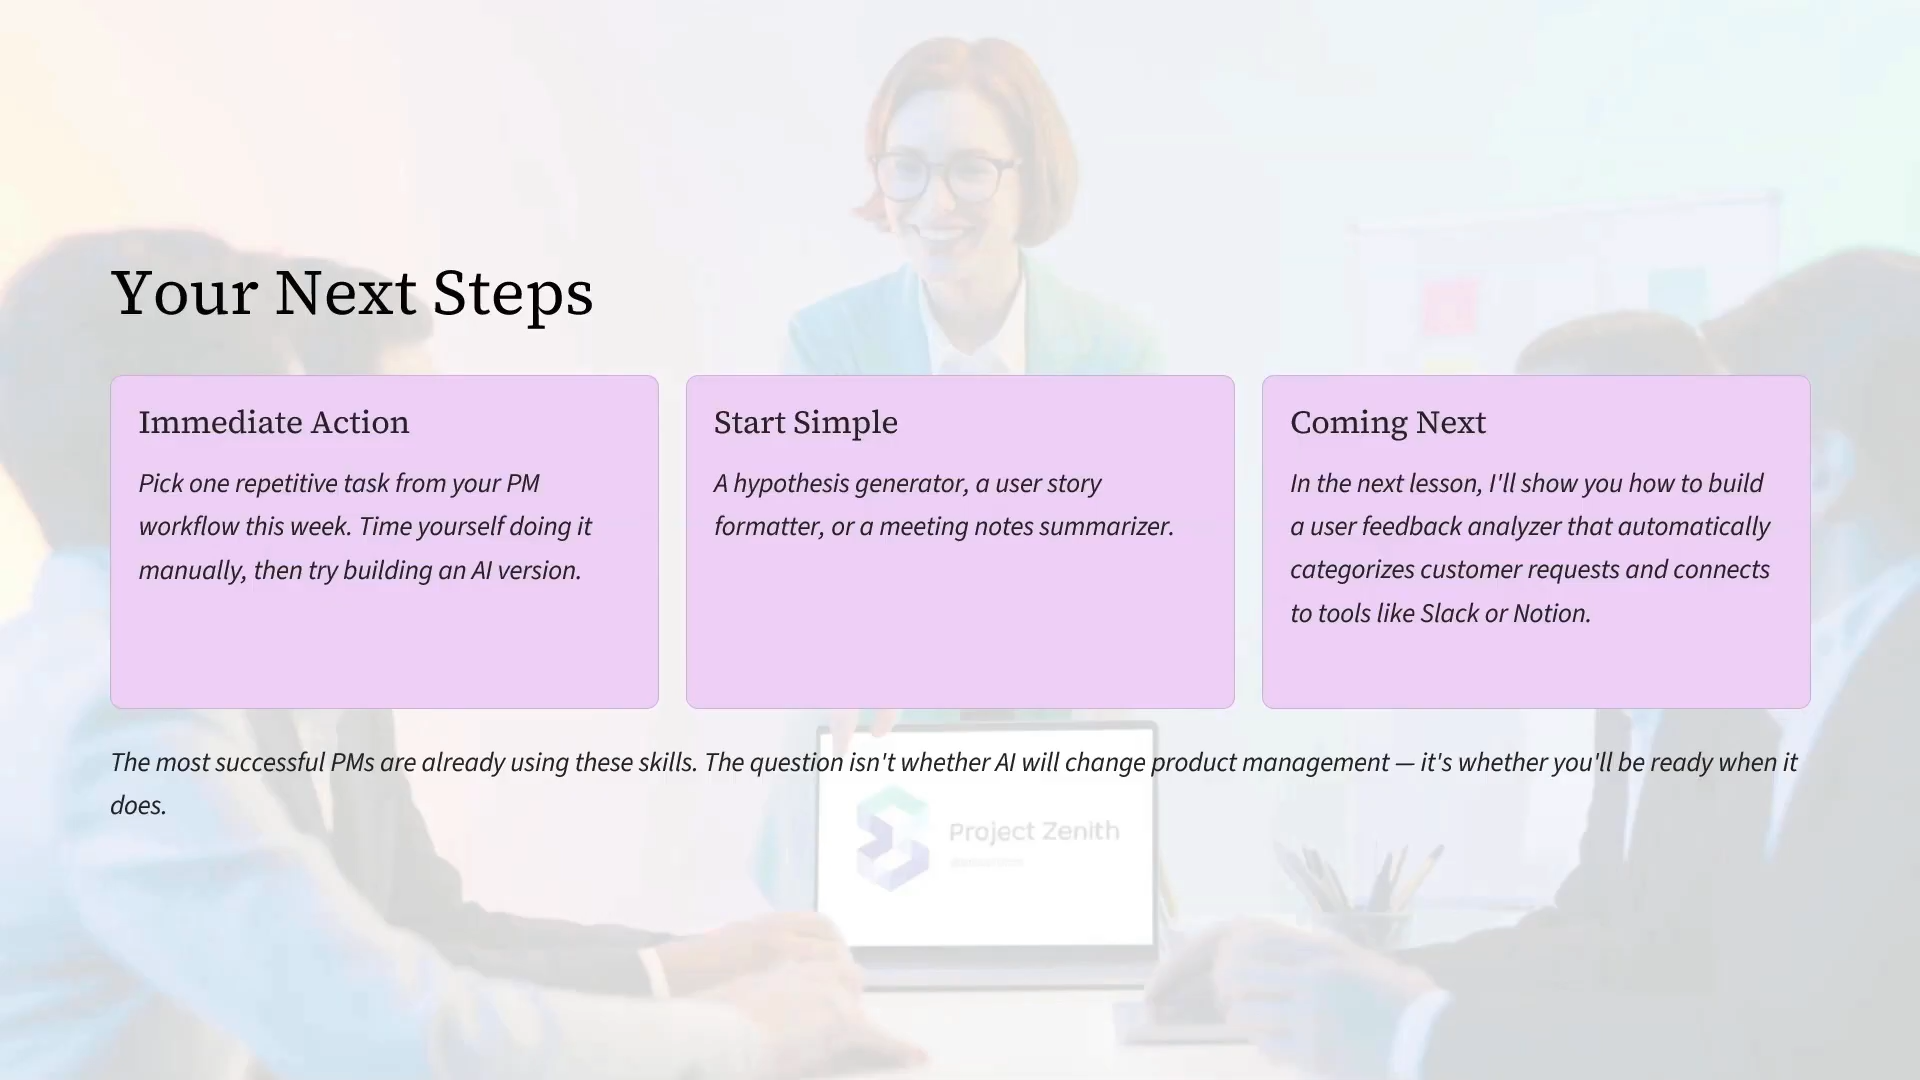 Your Next Steps
Immediate Action
Pick one repetitive task from your PM
workflow this week. Time yourself doing it
manually, then try building an AI version.
Start Simple
A hypothesis generator, a user story
formatter, or a meeting notes summarizer.
Coming Next
In the next lesson, I'll show you how to build
a user feedback analyzer that automatically
categorizes customer requests and connects
to tools like Slack or Notion.
The most successful PMs are already using these skills. The question isn't whether AI will change product management — it's whether you'll be ready when it
does.
Project Zenith